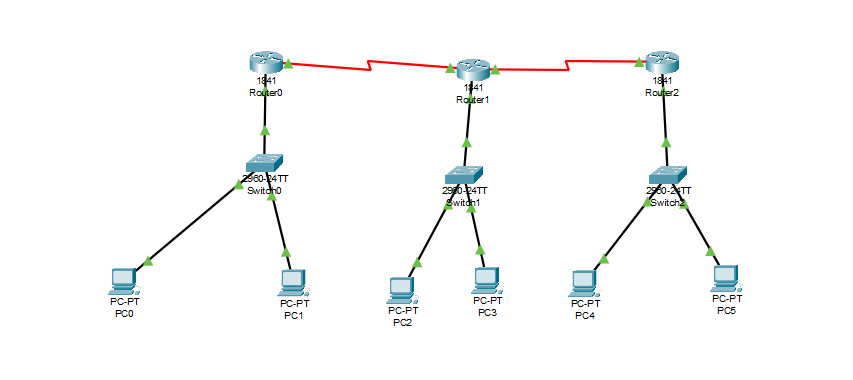 1841
Router0
1841
Router1
1841
Router2
2960-24TT
Switch0
2960-24TT
Switch1
2960-24TT
Switch2
PC-PT
PC0
PC-PT
PC1
PC-PT
PC2
PC-PT
PC3
PC-PT
PC4
PC-PT
PC5